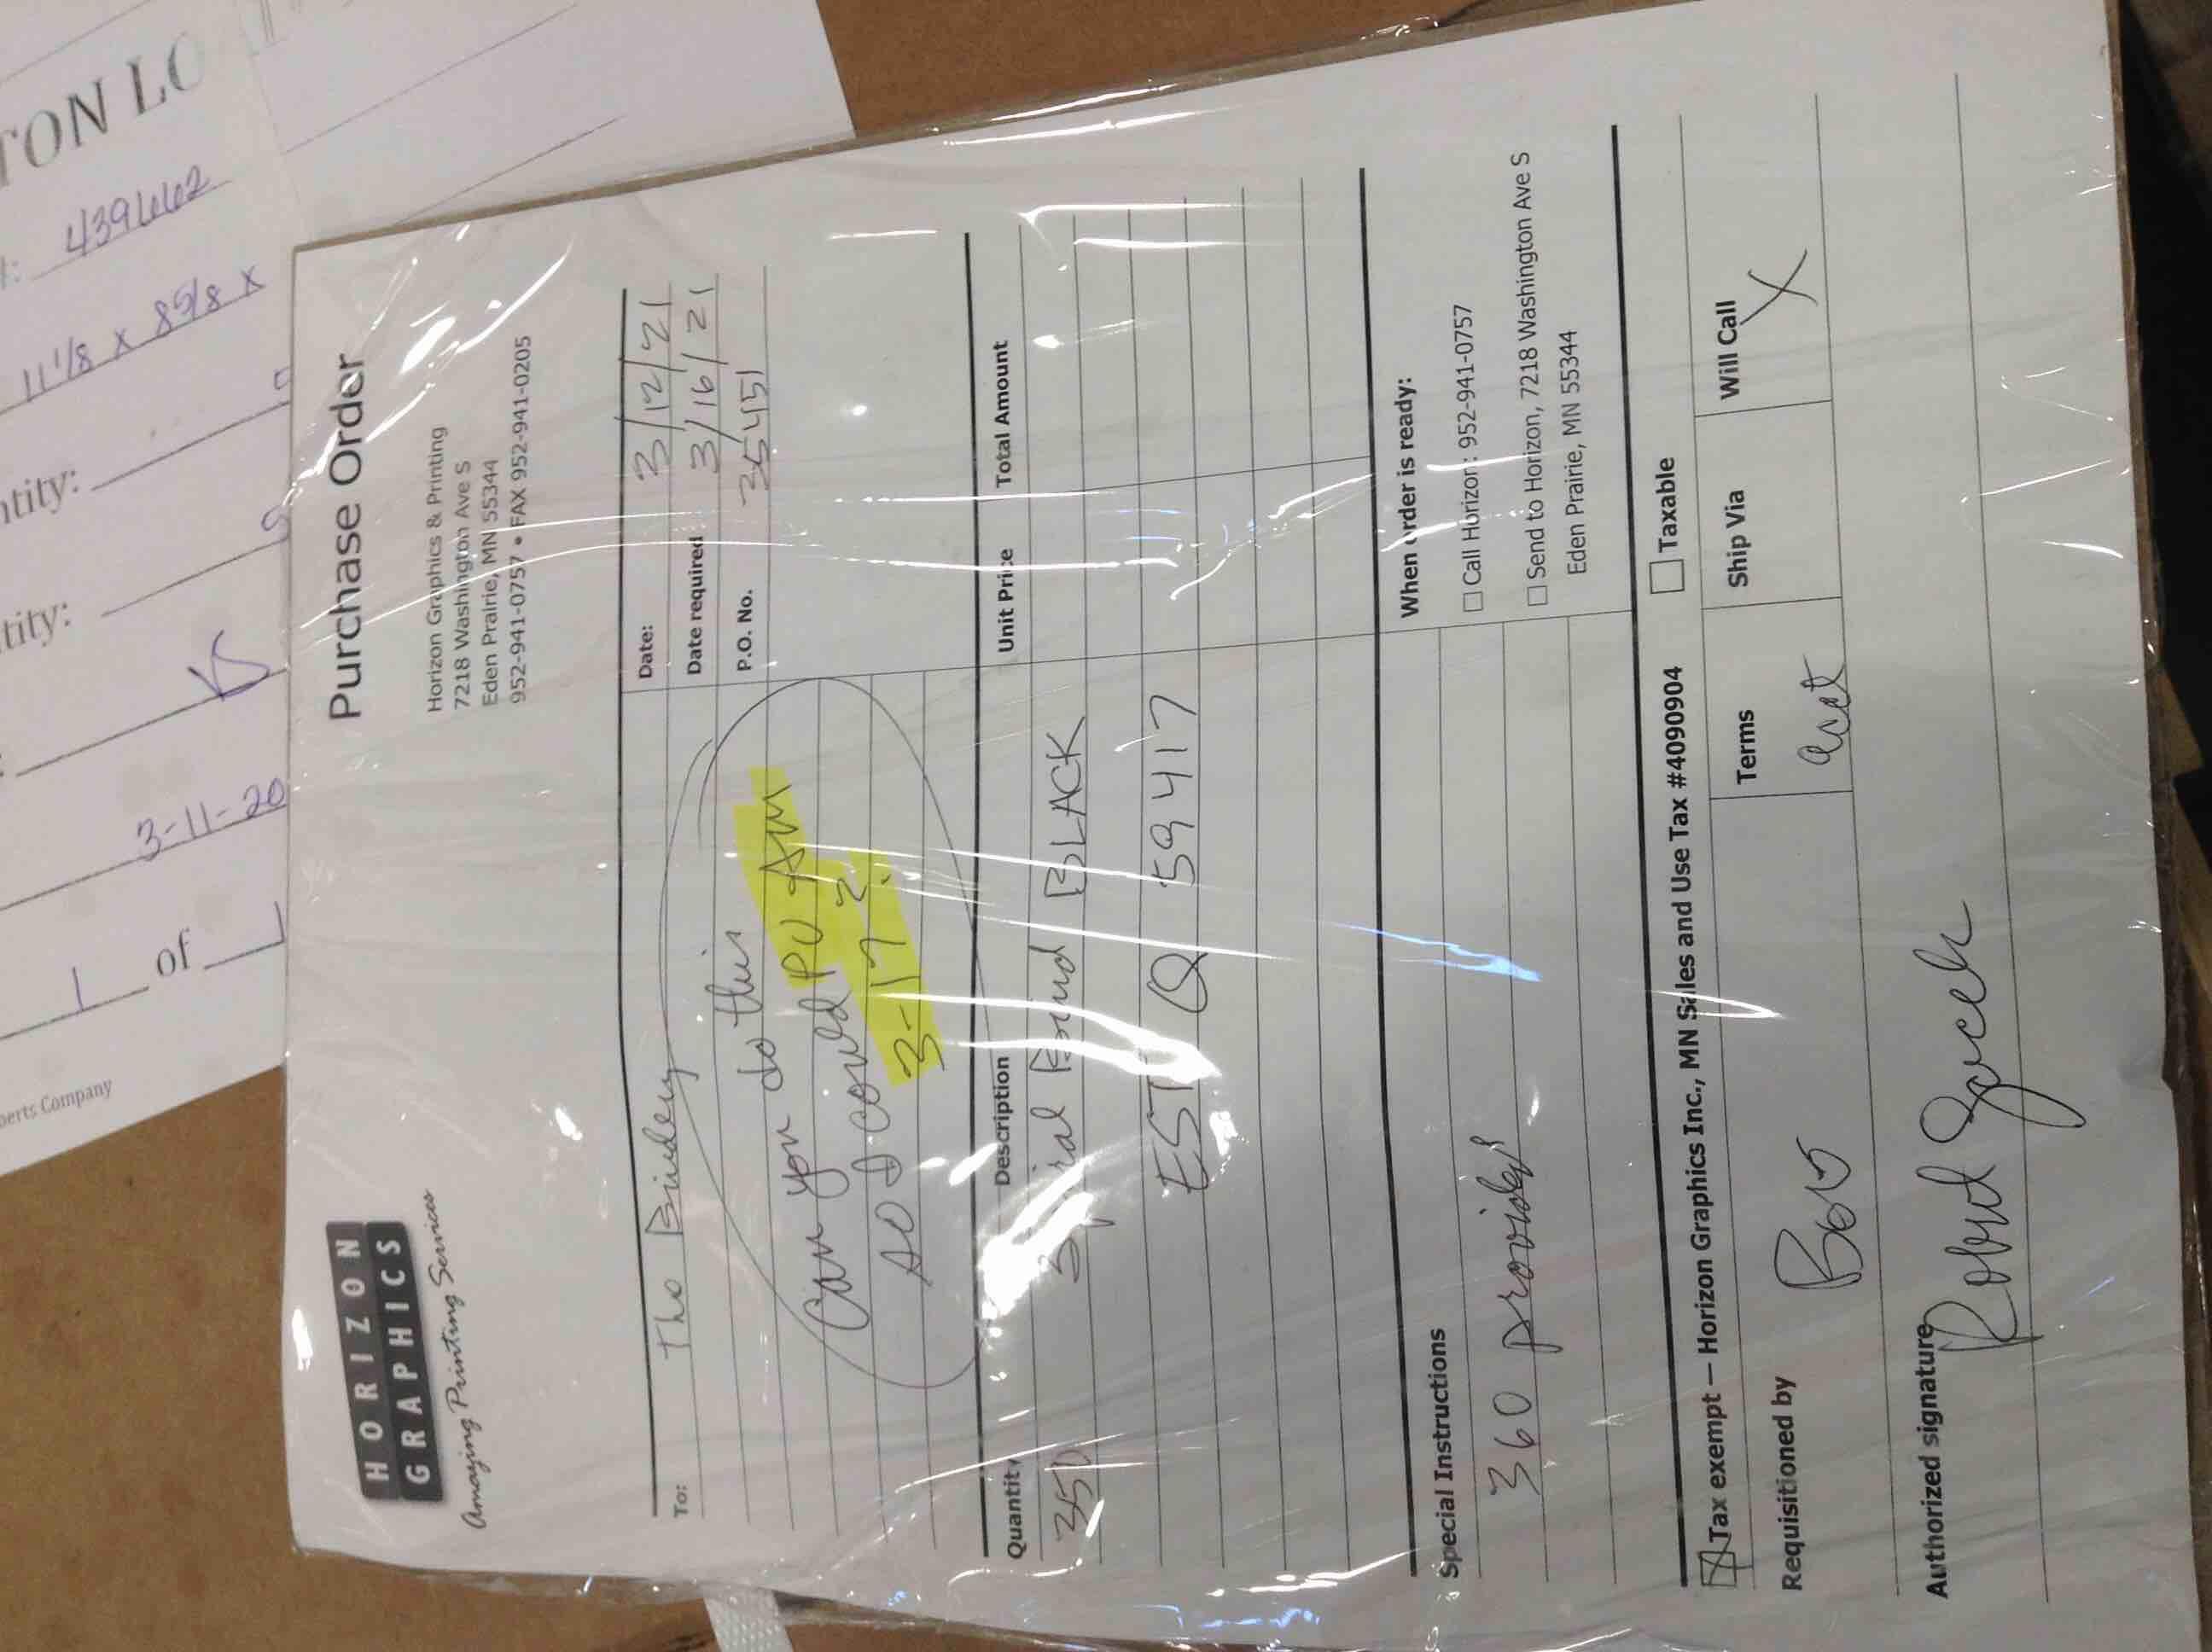 HORIZON
GRAPHICS
Amazing Printing Services
Purchase Order
Horizon Graphics & Printing
7218 Washington Ave S
Eden Prairie, MN 55344
952-941-0757 • FAX 952-941-0205
To: The Bindery
Date: 3/12/21
Date required 3/16/21
P.O. No. 35451
Can you do this
so I could PU AM
3-17?
Quantity Description Unit Price Total Amount
350 Spiral Bind BLACK
EST Q 59417
Special Instructions
360 provided
When order is ready:
☐ Call Horizon: 952-941-0757
☐ Send to Horizon, 7218 Washington Ave S
Eden Prairie, MN 55344
☒ Tax exempt — Horizon Graphics Inc., MN Sales and Use Tax #4090904 ☐ Taxable
Requisitioned by Terms Ship Via Will Call
Bob X
Authorized signature
Robert
TON LO
439662
11 1/8 x 8 5/8 x
ntity:
tity:
3-11-20
1 of 1
berts Company